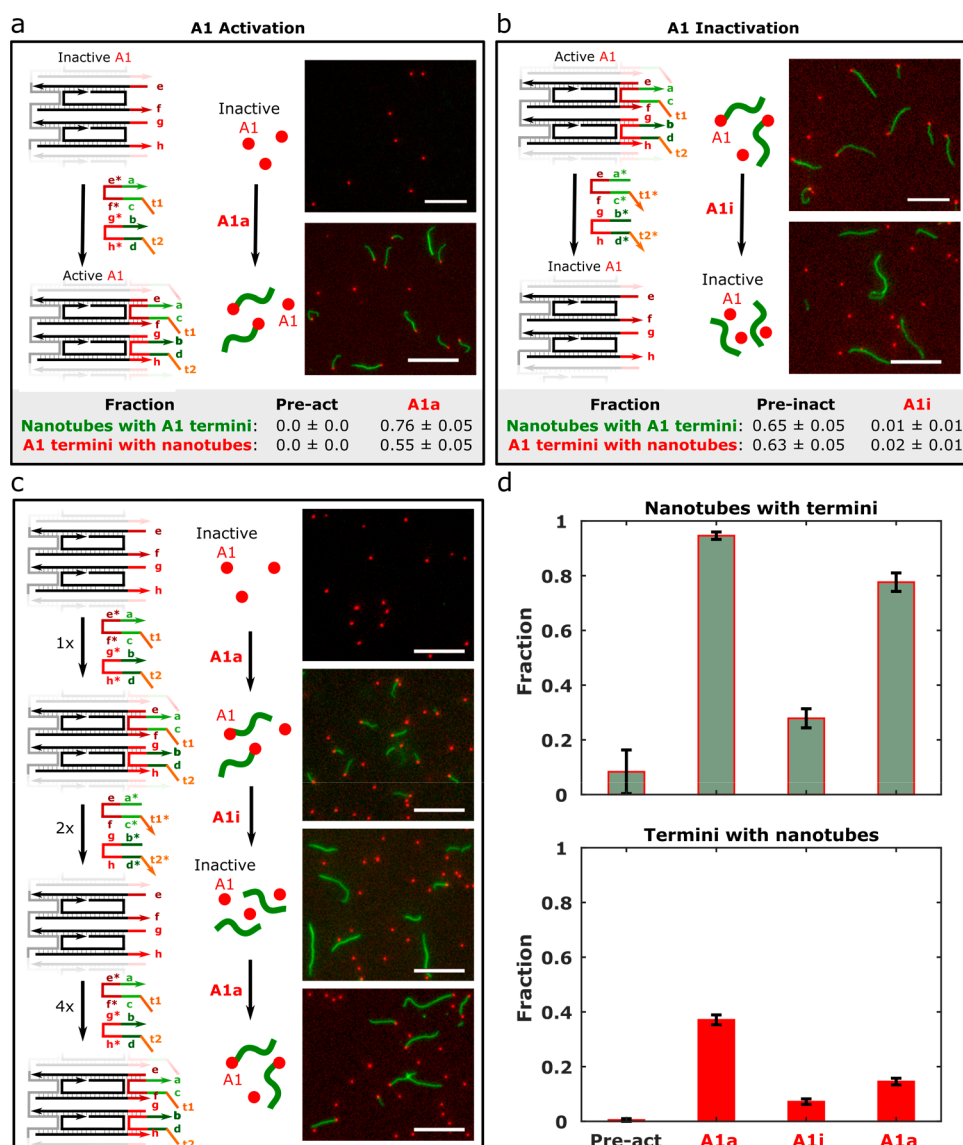 a
A1 Activation
Inactive A1
e
f
g
h
e* a
f* c t1
g* b
h* d t2
Active A1
e
a
c
f t1
g
b
d
h t2
Inactive
A1
A1a
A1
Fraction Pre-act A1a
Nanotubes with A1 termini: 0.0 ± 0.0 0.76 ± 0.05
A1 termini with nanotubes: 0.0 ± 0.0 0.55 ± 0.05
b
A1 Inactivation
Active A1
e
a
c
f t1
g
b
d
h t2
e a*
f c* t1*
g b*
h d* t2*
Inactive A1
e
f
g
h
A1
A1i
Inactive
A1
Fraction Pre-inact A1i
Nanotubes with A1 termini: 0.65 ± 0.05 0.01 ± 0.01
A1 termini with nanotubes: 0.63 ± 0.05 0.02 ± 0.01
c
e
f
g
h
1x
e* a
f* c t1
g* b
h* d t2
e
a
c
f t1
g
b
d
h t2
2x
e a*
f c* t1*
g b*
h d* t2*
e
f
g
h
4x
e* a
f* c t1
g* b
h* d t2
e
a
c
f t1
g
b
d
h t2
Inactive
A1
A1a
A1
A1i
Inactive
A1
A1a
A1
d
Nanotubes with termini
Fraction
1
0.8
0.6
0.4
0.2
0
Termini with nanotubes
Fraction
1
0.8
0.6
0.4
0.2
0
Pre-act A1a A1i A1a